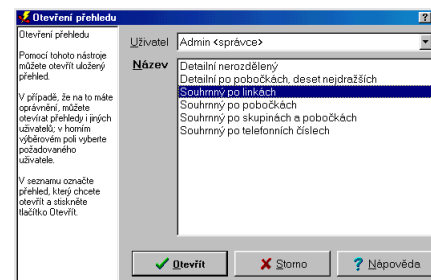 Otevření přehledu
Otevření přehledu
Pomocí tohoto nástroje
můžete otevřít uložený
přehled.
V případě, že na to máte
oprávnění, můžete
otevírat přehledy i jiných
uživatelů; v horním
výběrovém poli vyberte
požadovaného
uživatele.
V seznamu označte
přehled, který chcete
otevřít a stiskněte
tlačítko Otevřít.
Uživatel
Admin <správce>
Název
Detailní nerozdělený
Detailní po pobočkách, deset nejdražších
Souhrnný po linkách
Souhrnný po pobočkách
Souhrnný po skupinách a pobočkách
Souhrnný po telefonních číslech
Otevřít
Storno
? Nápověda